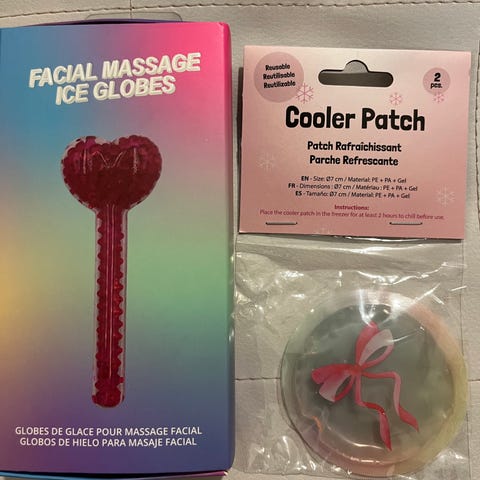 FACIAL MASSAGE
ICE GLOBES
GLOBES DE GLACE POUR MASSAGE FACIAL
GLOBOS DE HIELO PARA MASAJE FACIAL
Reusable
Reutilisable
Reutilizable
2
pcs.
Cooler Patch
Patch Rafraîchissant
Parche Refrescante
EN - Size: Ø7 cm / Material: PE + PA + Gel
FR - Dimensions : Ø7 cm / Matériau : PE + PA + Gel
ES - Tamaño: Ø7 cm / Material: PE + PA + Gel
Instructions:
Place the cooler patch in the freezer for at least 2 hours to chill before use.